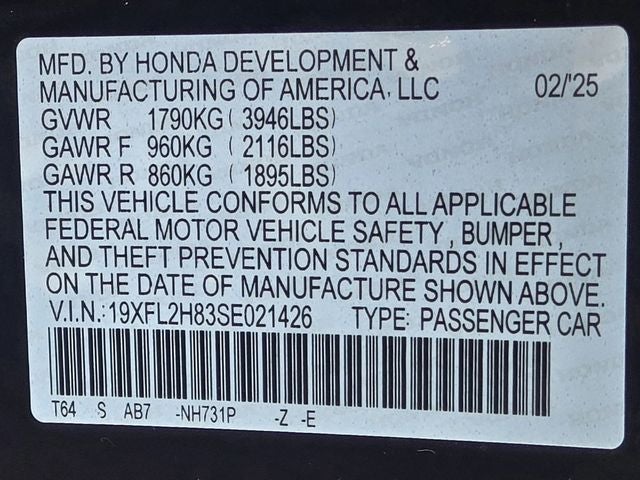 MFD. BY HONDA DEVELOPMENT &
MANUFACTURING OF AMERICA, LLC 02/'25
GVWR 1790KG ( 3946LBS)
GAWR F 960KG ( 2116LBS)
GAWR R 860KG ( 1895LBS)
THIS VEHICLE CONFORMS TO ALL APPLICABLE
FEDERAL MOTOR VEHICLE SAFETY , BUMPER ,
AND THEFT PREVENTION STANDARDS IN EFFECT
ON THE DATE OF MANUFACTURE SHOWN ABOVE.
V.I.N.:19XFL2H83SE021426 TYPE: PASSENGER CAR
T64 S AB7 -NH731P -Z -E